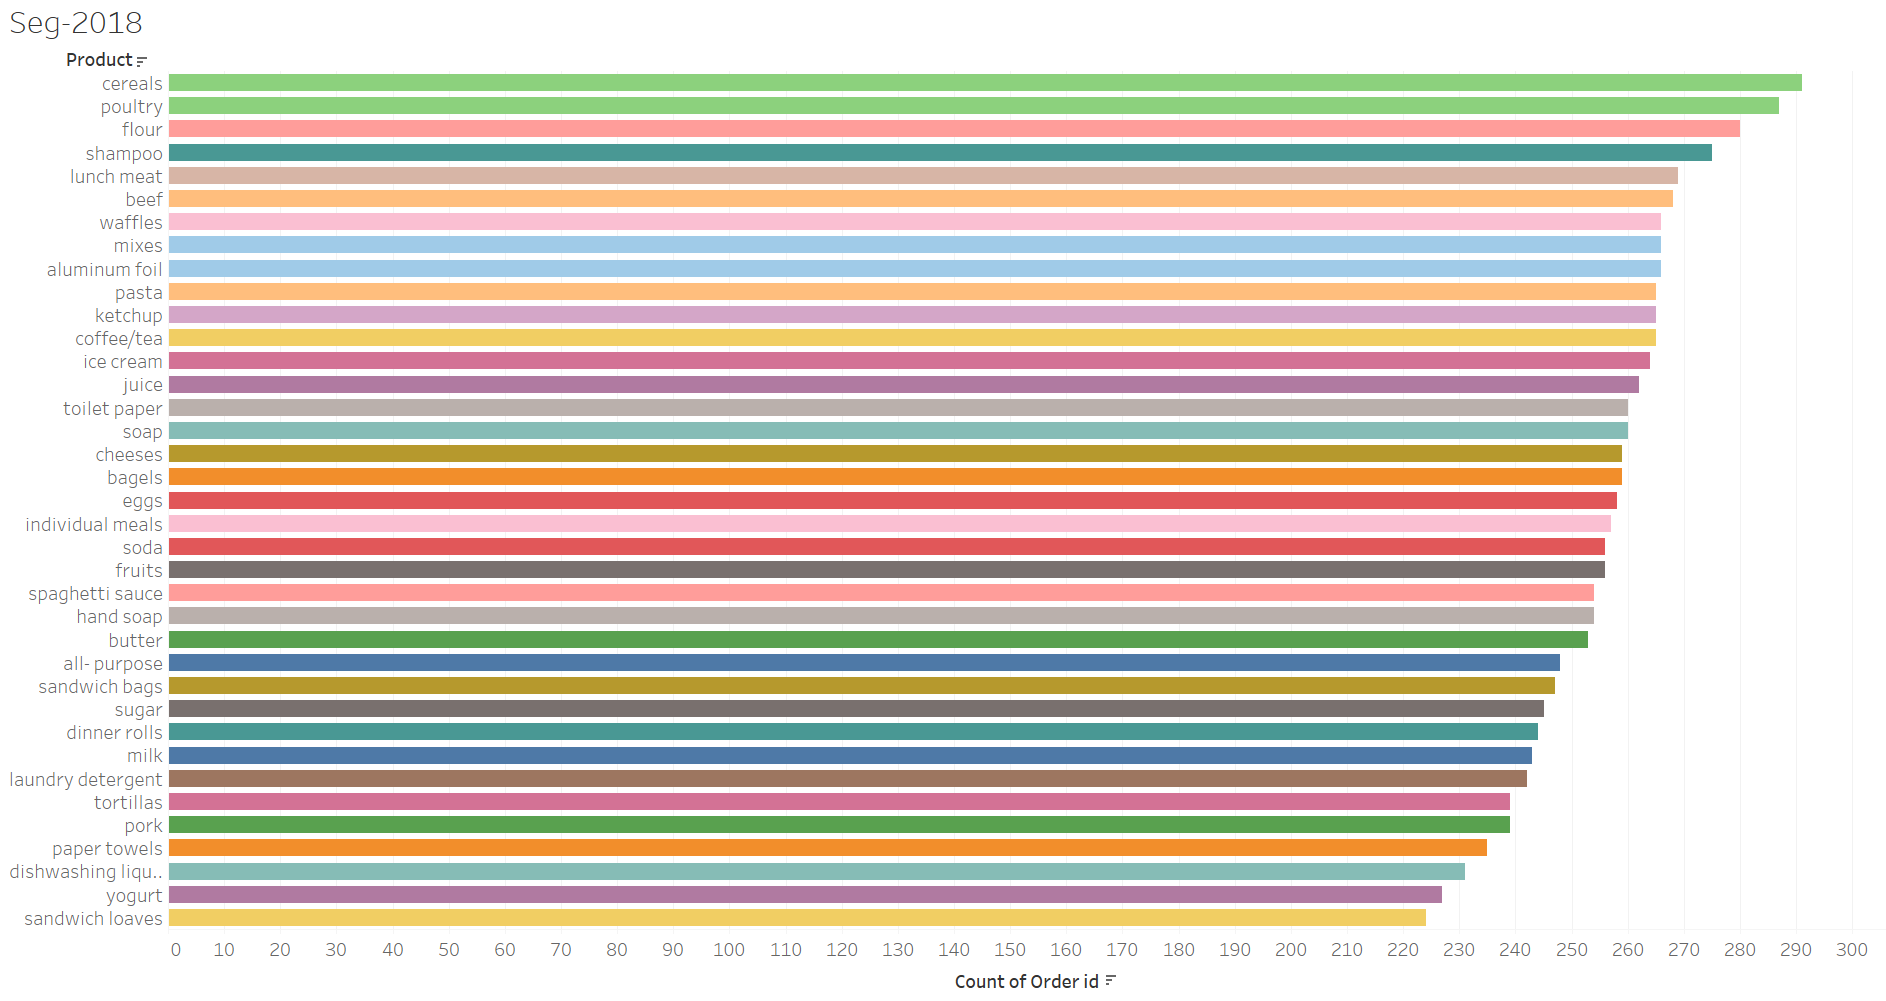 Seg-2018
Product
cereals
poultry
flour
shampoo
lunch meat
beef
waffles
mixes
aluminum foil
pasta
ketchup
coffee/tea
ice cream
juice
toilet paper
soap
cheeses
bagels
eggs
individual meals
soda
fruits
spaghetti sauce
hand soap
butter
all- purpose
sandwich bags
sugar
dinner rolls
milk
laundry detergent
tortillas
pork
paper towels
dishwashing liqu..
yogurt
sandwich loaves
0 10 20 30 40 50 60 70 80 90 100 110 120 130 140 150 160 170 180 190 200 210 220 230 240 250 260 270 280 290 300
Count of Order id